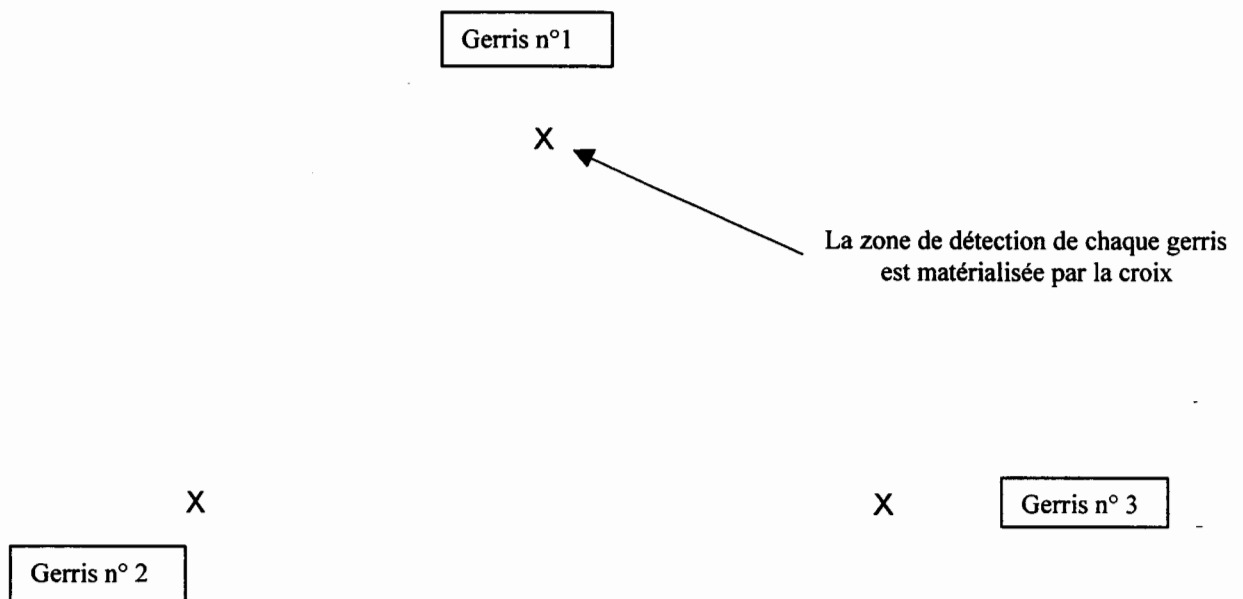 Gerris n°1
X
La zone de détection de chaque gerris
est matérialisée par la croix
X
X
Gerris n° 3
Gerris n° 2